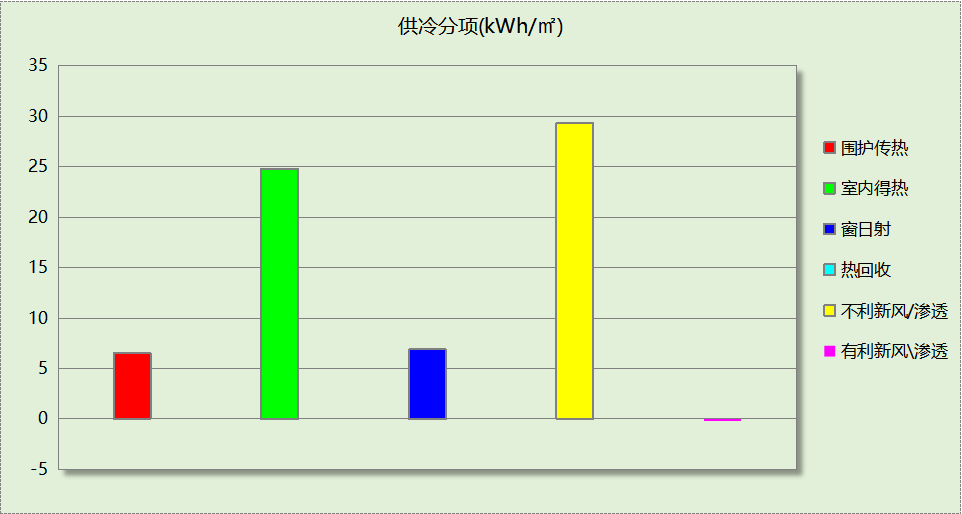 供冷分项(kWh/㎡)
35
30
25
20
15
10
5
0
-5
围护传热
室内得热
窗日射
热回收
不利新风/渗透
有利新风\渗透